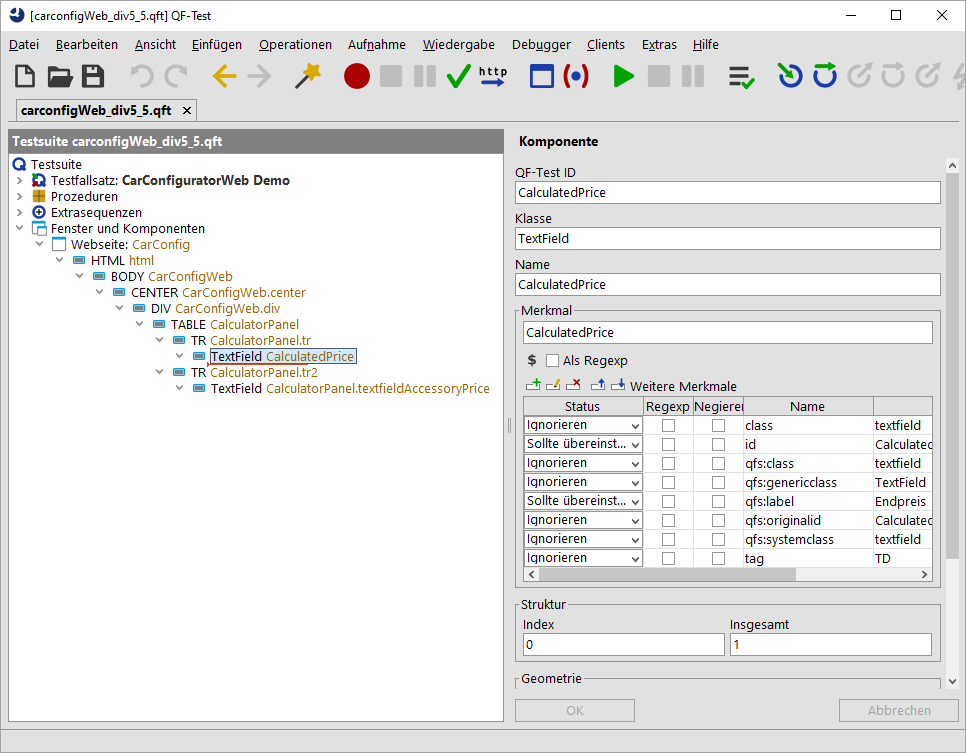 [carconfigWeb_div5_5.qft] QF-Test
Datei Bearbeiten Ansicht Einfügen Operationen Aufnahme Wiedergabe Debugger Clients Extras Hilfe
http
carconfigWeb_div5_5.qft
Testsuite carconfigWeb_div5_5.qft
Testsuite
Testfallsatz: CarConfiguratorWeb Demo
Prozeduren
Extrasequenzen
Fenster und Komponenten
Webseite: CarConfig
HTML html
BODY CarConfigWeb
CENTER CarConfigWeb.center
DIV CarConfigWeb.div
TABLE CalculatorPanel
TR CalculatorPanel.tr
TextField CalculatedPrice
TR CalculatorPanel.tr2
TextField CalculatorPanel.textfieldAccessoryPrice
Komponente
QF-Test ID
CalculatedPrice
Klasse
TextField
Name
CalculatedPrice
Merkmal
CalculatedPrice
$ Als Regexp
Weitere Merkmale
Status Regexp Negieren Name
Ignorieren class textfield
Sollte übereinst... id Calculated
Ignorieren qfs:class textfield
Ignorieren qfs:genericclass TextField
Sollte übereinst... qfs:label Endpreis
Ignorieren qfs:originalid Calculated
Ignorieren qfs:systemclass textfield
Ignorieren tag TD
Struktur
Index Insgesamt
0 1
Geometrie
OK Abbrechen